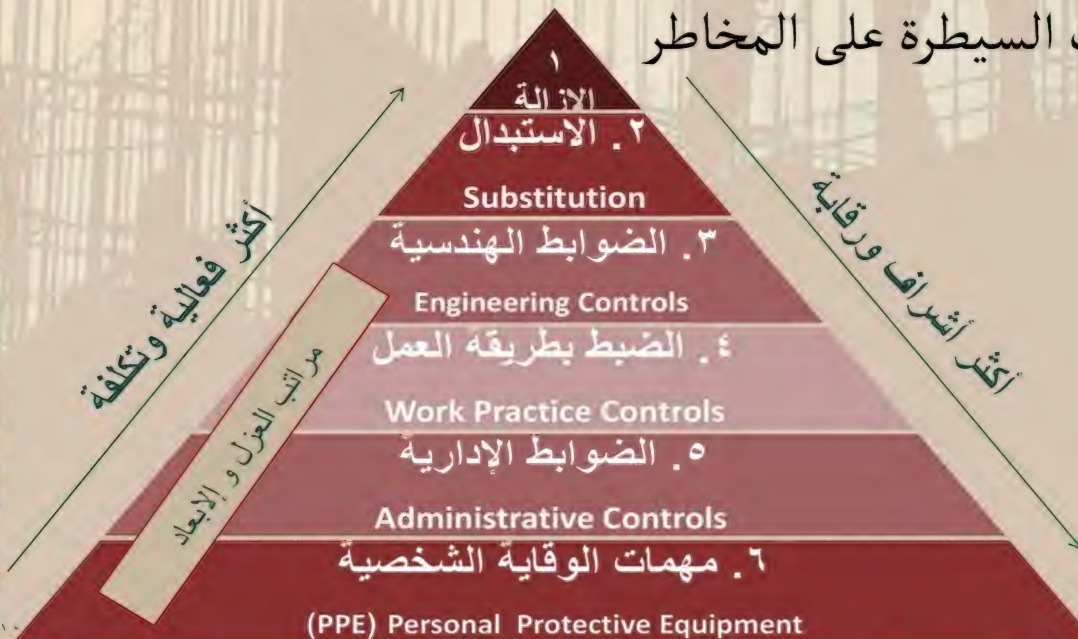 السيطرة على المخاطر
١
الإزالة
٢. الاستبدال
Substitution
٣. الضوابط الهندسية
Engineering Controls
٤. الضبط بطريقة العمل
Work Practice Controls
٥. الضوابط الإدارية
Administrative Controls
٦. مهمات الوقاية الشخصية
(PPE) Personal Protective Equipment
أكثر فعالية وتكلفة
مراتب العزل و الإبعاد
أكثر أشراف ورقابة